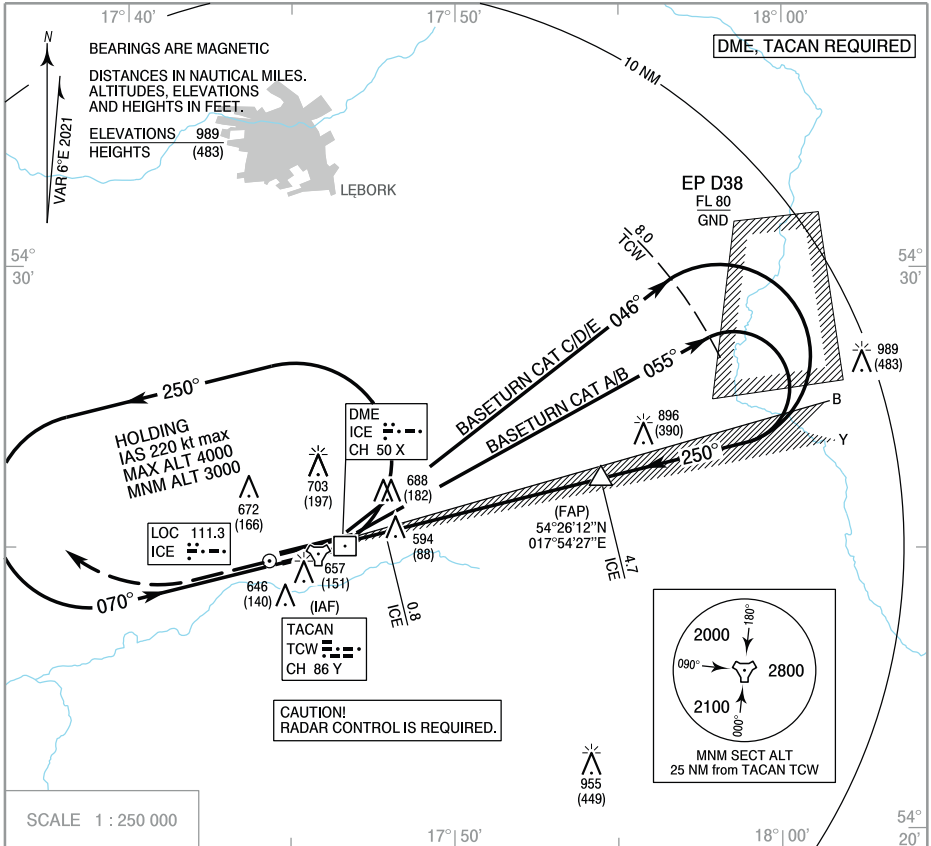 17°40'
17°50'
18°00'
N
VAR 6°E 2021
BEARINGS ARE MAGNETIC
DISTANCES IN NAUTICAL MILES.
ALTITUDES, ELEVATIONS
AND HEIGHTS IN FEET.
ELEVATIONS 989
HEIGHTS (483)
LĘBORK
DME, TACAN REQUIRED
10 NM
EP D38
FL 80
GND
8.0
TCW
54°
30'
54°
30'
BASETURN CAT C/D/E 046°
BASETURN CAT A/B 055°
989
(483)
896
(390)
B
Y
250°
250°
HOLDING
IAS 220 kt max
MAX ALT 4000
MNM ALT 3000
DME
ICE
CH 50 X
703
(197)
688
(182)
672
(166)
594
(88)
LOC 111.3
ICE
(FAP)
54°26'12"N
017°54'27"E
4.7
ICE
657
(151)
646
(140)
070°
(IAF)
0.8
ICE
TACAN
TCW
CH 86 Y
CAUTION!
RADAR CONTROL IS REQUIRED.
2000
180°
090°
2800
2100
000°
MNM SECT ALT
25 NM from TACAN TCW
955
(449)
SCALE 1 : 250 000
17°50'
18°00'
54°
20'